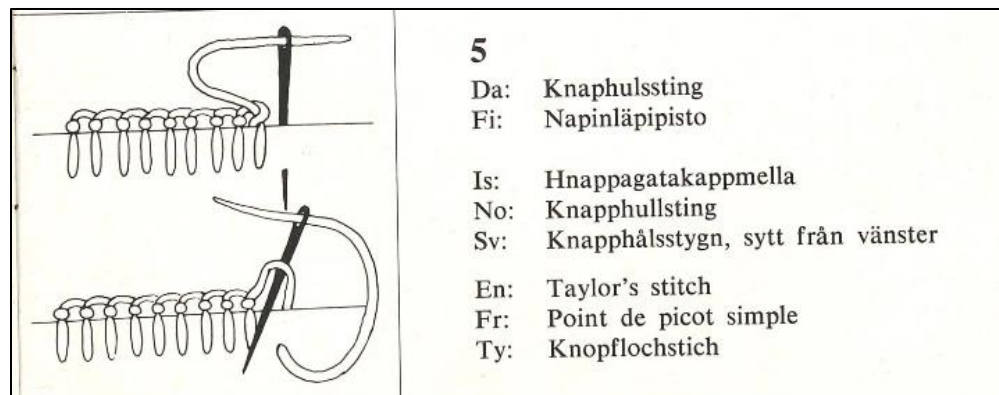 5
Da: Knaphulssting
Fi: Napinläpipisto
Is: Hnappagatakappmella
No: Knapphullsting
Sv: Knapphålsstygn, sytt från vänster
En: Taylor's stitch
Fr: Point de picot simple
Ty: Knopflochstich